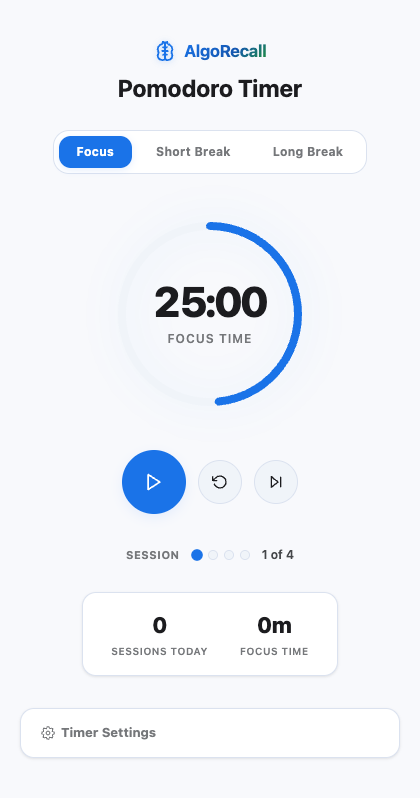 AlgoRecall
Pomodoro Timer
Focus Short Break Long Break
25:00
FOCUS TIME
SESSION 1 of 4
0 0m
SESSIONS TODAY FOCUS TIME
Timer Settings